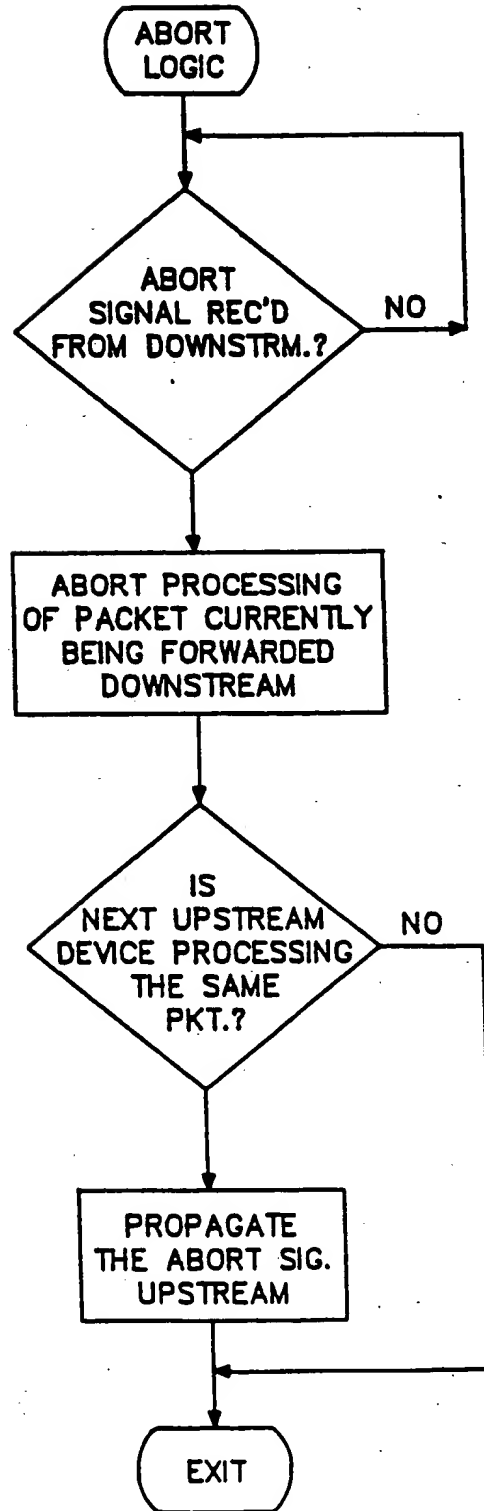 ABORT
LOGIC
ABORT
SIGNAL REC'D
FROM DOWNSTRM.?
NO
ABORT PROCESSING
OF PACKET CURRENTLY
BEING FORWARDED
DOWNSTREAM
IS
NEXT UPSTREAM
DEVICE PROCESSING
THE SAME
PKT.?
NO
PROPAGATE
THE ABORT SIG.
UPSTREAM
EXIT